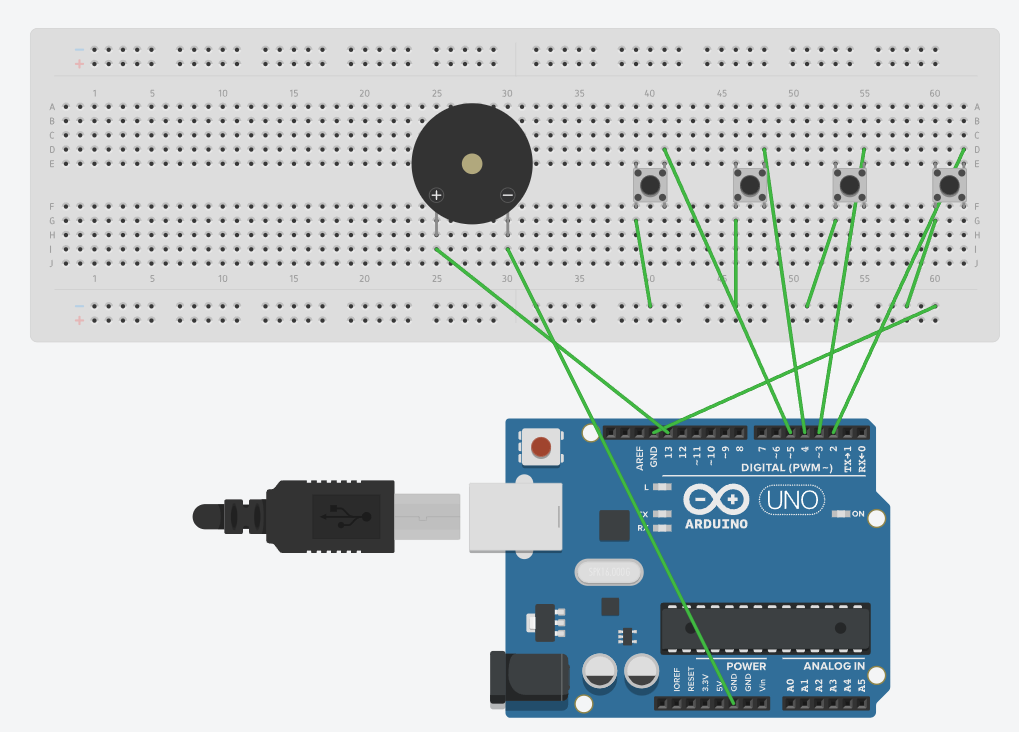 1 5 10 15 20 25 30 35 40 45 50 55 60
A A
B B
C C
D D
E E
+ −
F F
G G
H H
I I
J J
1 5 10 15 20 25 30 35 40 45 50 55 60
− 
+
AREF GND 13 12 ~11 ~10 ~9 8 7 ~6 ~5 4 ~3 2 TX→1 RX←0
DIGITAL (PWM~)
L
UNO
TX
ON
ARDUINO
POWER ANALOG IN
IOREF RESET 3.3V 5V GND GND Vin A0 A1 A2 A3 A4 A5